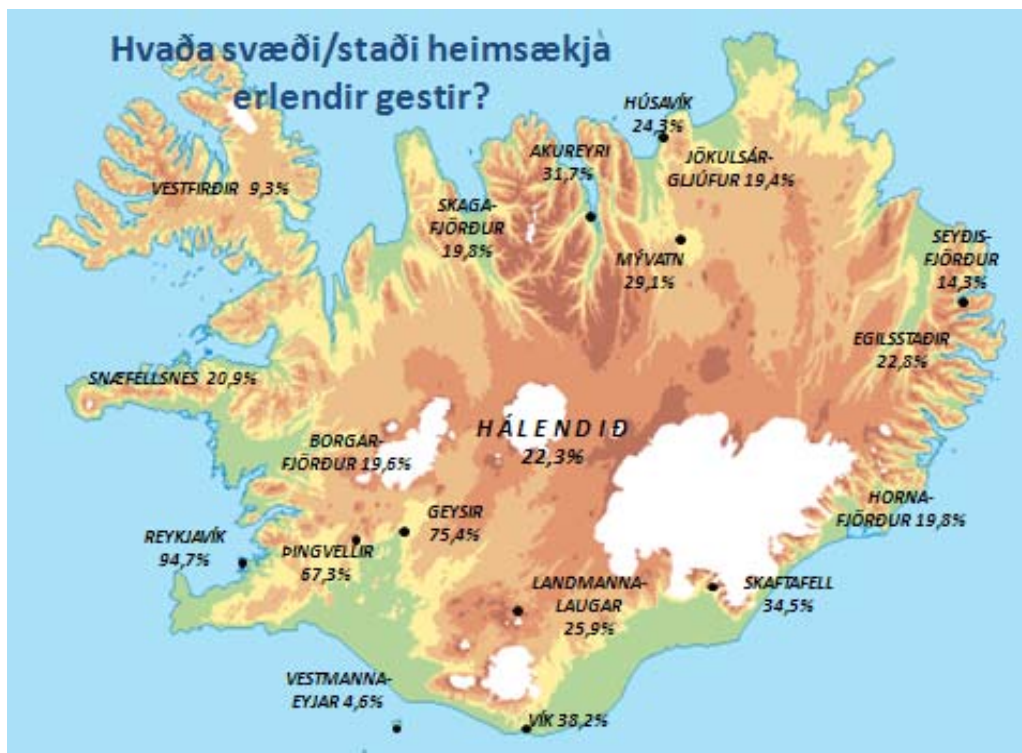 Hvaða svæði/staði heimsækja
erlendir gestir?
HÚSAVÍK
24,3%
AKUREYRI
31,7%
JÖKULSÁR-
GLJÚFUR 19,4%
VESTFIRÐIR 9,3%
SKAGA-
FJÖRÐUR
19,8%
MÝVATN
29,1%
SEYÐIS-
FJÖRÐUR
14,3%
EGILSSTAÐIR
22,8%
SNÆFELLSNES 20,9%
HÁLENDIÐ
22,3%
BORGAR-
FJÖRÐUR 19,6%
HORNA-
FJÖRÐUR 19,8%
GEYSIR
75,4%
REYKJAVÍK
94,7%
ÞINGVELLIR
67,3%
LANDMANNA-
LAUGAR
25,9%
SKAFTAFELL
34,5%
VESTMANNA-
EYJAR 4,6%
VÍK 38,2%